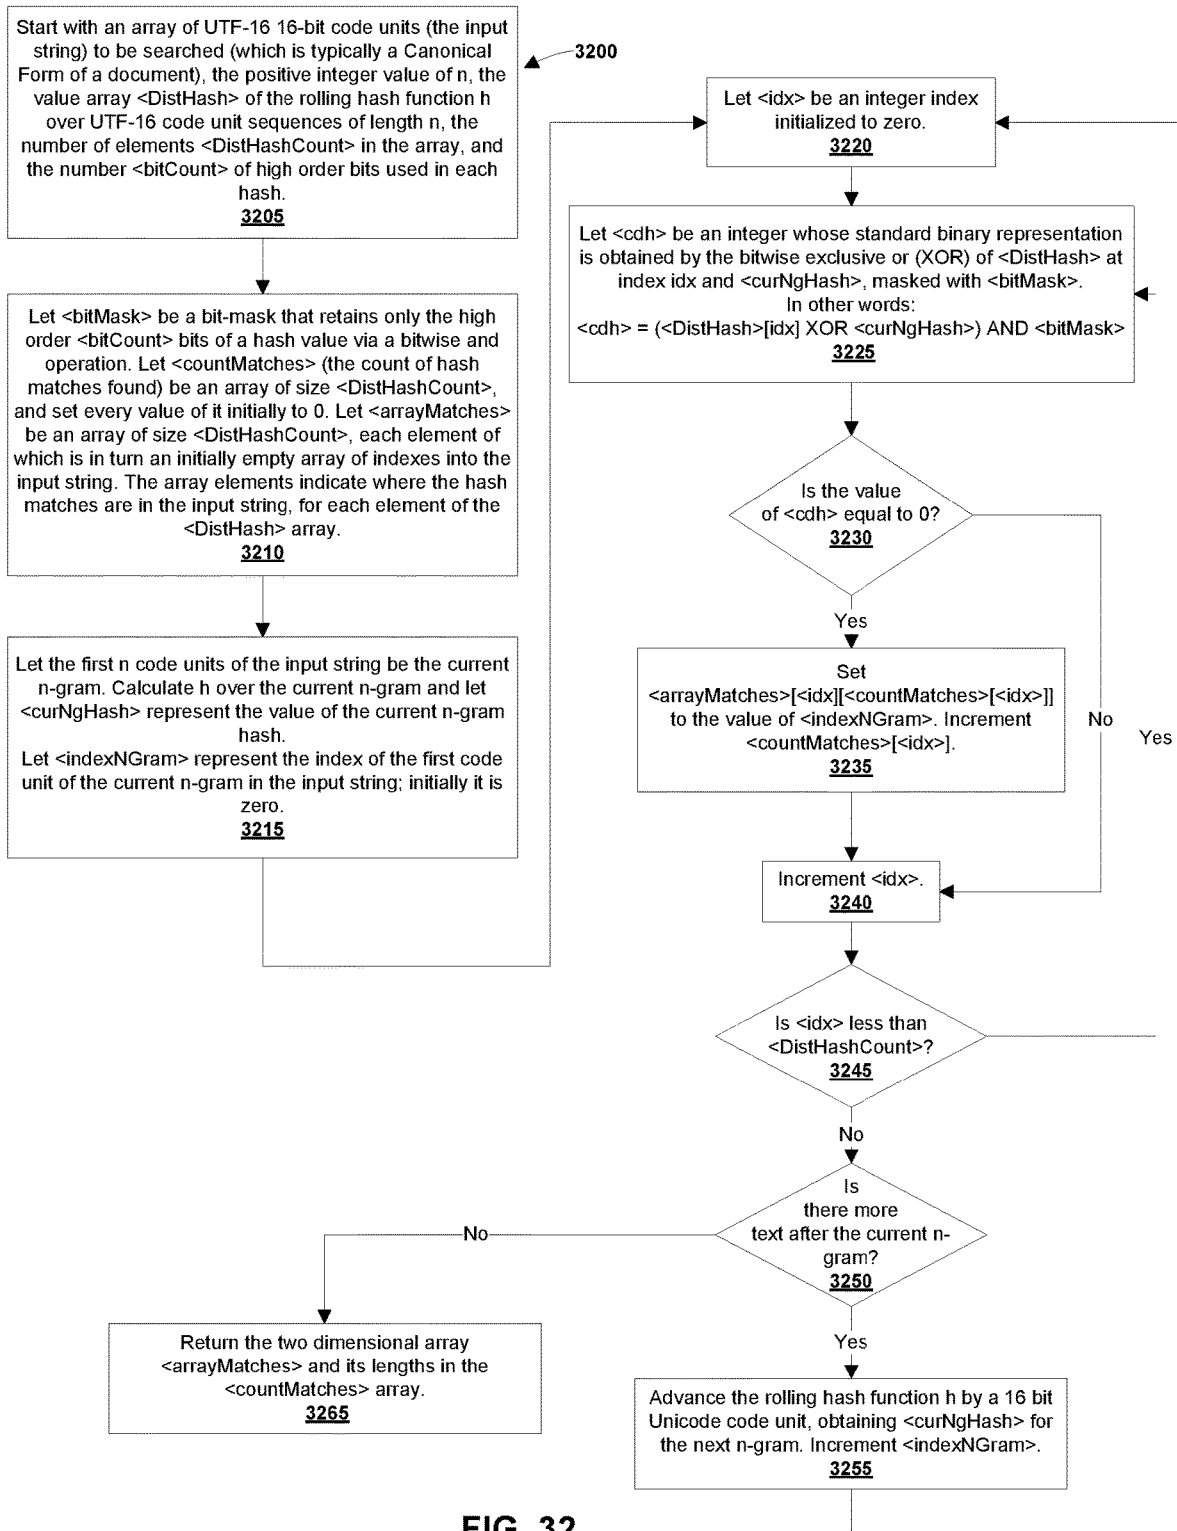 Start with an array of UTF-16 16-bit code units (the input
string) to be searched (which is typically a Canonical
Form of a document), the positive integer value of n, the
value array <DistHash> of the rolling hash function h
over UTF-16 code unit sequences of length n, the
number of elements <DistHashCount> in the array, and
the number <bitCount> of high order bits used in each
hash.
3205
3200
Let <bitMask> be a bit-mask that retains only the high
order <bitCount> bits of a hash value via a bitwise and
operation. Let <countMatches> (the count of hash
matches found) be an array of size <DistHashCount>,
and set every value of it initially to 0. Let <arrayMatches>
be an array of size <DistHashCount>, each element of
which is in turn an initially empty array of indexes into the
input string. The array elements indicate where the hash
matches are in the input string, for each element of the
<DistHash> array.
3210
Let the first n code units of the input string be the current
n-gram. Calculate h over the current n-gram and let
<curNgHash> represent the value of the current n-gram
hash.
Let <indexNGram> represent the index of the first code
unit of the current n-gram in the input string; initially it is
zero.
3215
Let <idx> be an integer index
initialized to zero.
3220
Let <cdh> be an integer whose standard binary representation
is obtained by the bitwise exclusive or (XOR) of <DistHash> at
index idx and <curNgHash>, masked with <bitMask>.
In other words:
<cdh> = (<DistHash>[idx] XOR <curNgHash>) AND <bitMask>
3225
Is the value
of <cdh> equal to 0?
3230
Yes
No
Yes
Set
<arrayMatches>[<idx][<countMatches>[<idx>]]
to the value of <indexNGram>. Increment
<countMatches>[<idx>].
3235
Increment <idx>.
3240
Is <idx> less than
<DistHashCount>?
3245
No
Is
there more
text after the current n-
gram?
3250
No
Yes
Return the two dimensional array
<arrayMatches> and its lengths in the
<countMatches> array.
3265
Advance the rolling hash function h by a 16 bit
Unicode code unit, obtaining <curNgHash> for
the next n-gram. Increment <indexNGram>.
3255
FIG. 32